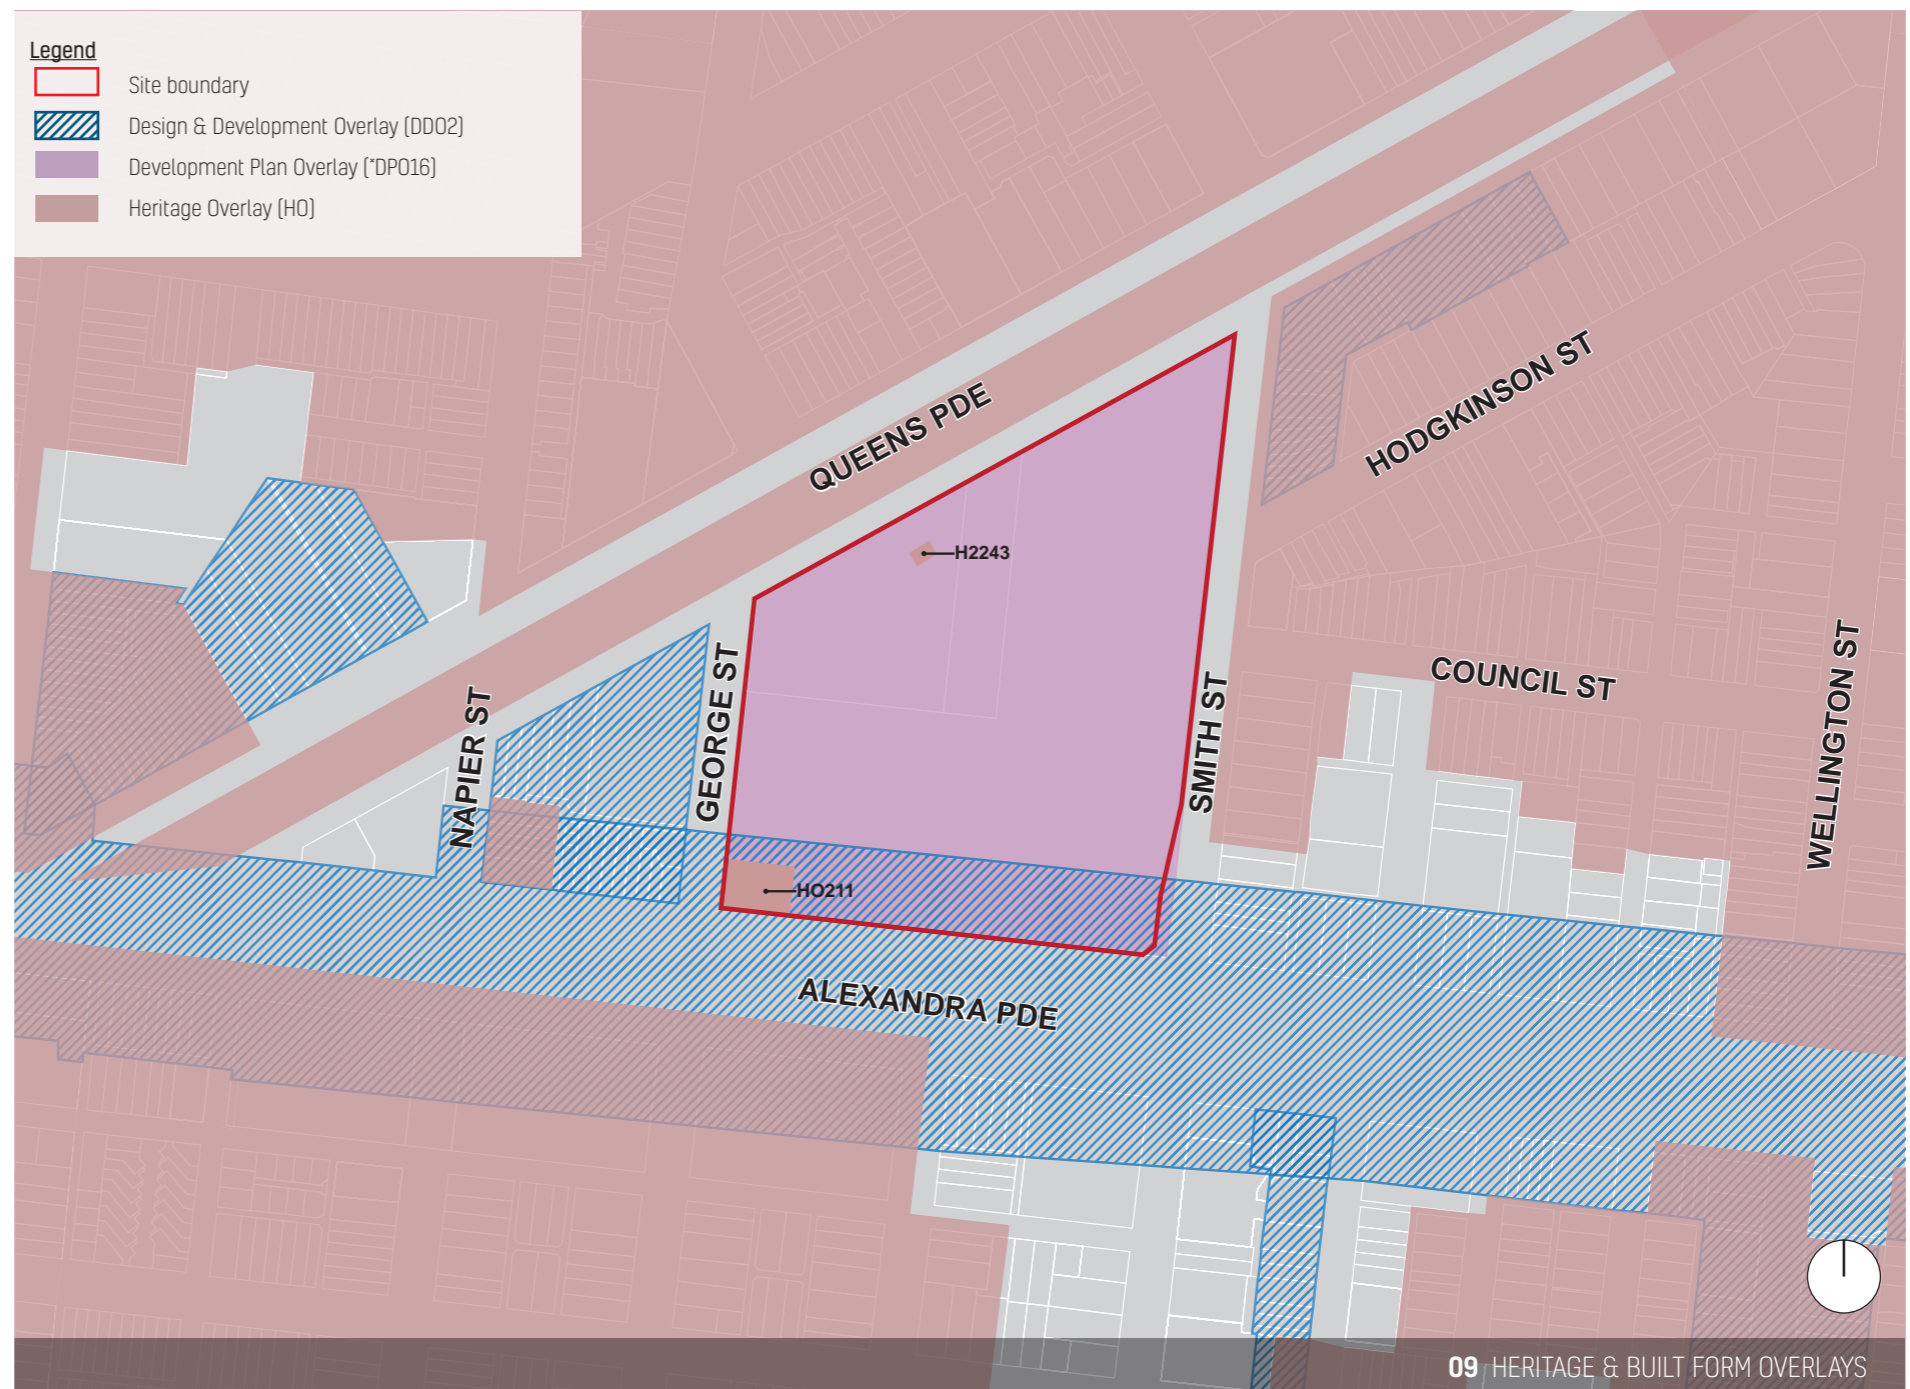 Legend
Site boundary
Design & Development Overlay (DDO2)
Development Plan Overlay (*DPO16)
Heritage Overlay (HO)
QUEENS PDE
HODGKINSON ST
H2243
COUNCIL ST
WELLINGTON ST
GEORGE ST
NAPIER ST
SMITH ST
HO211
ALEXANDRA PDE
09 HERITAGE & BUILT FORM OVERLAYS